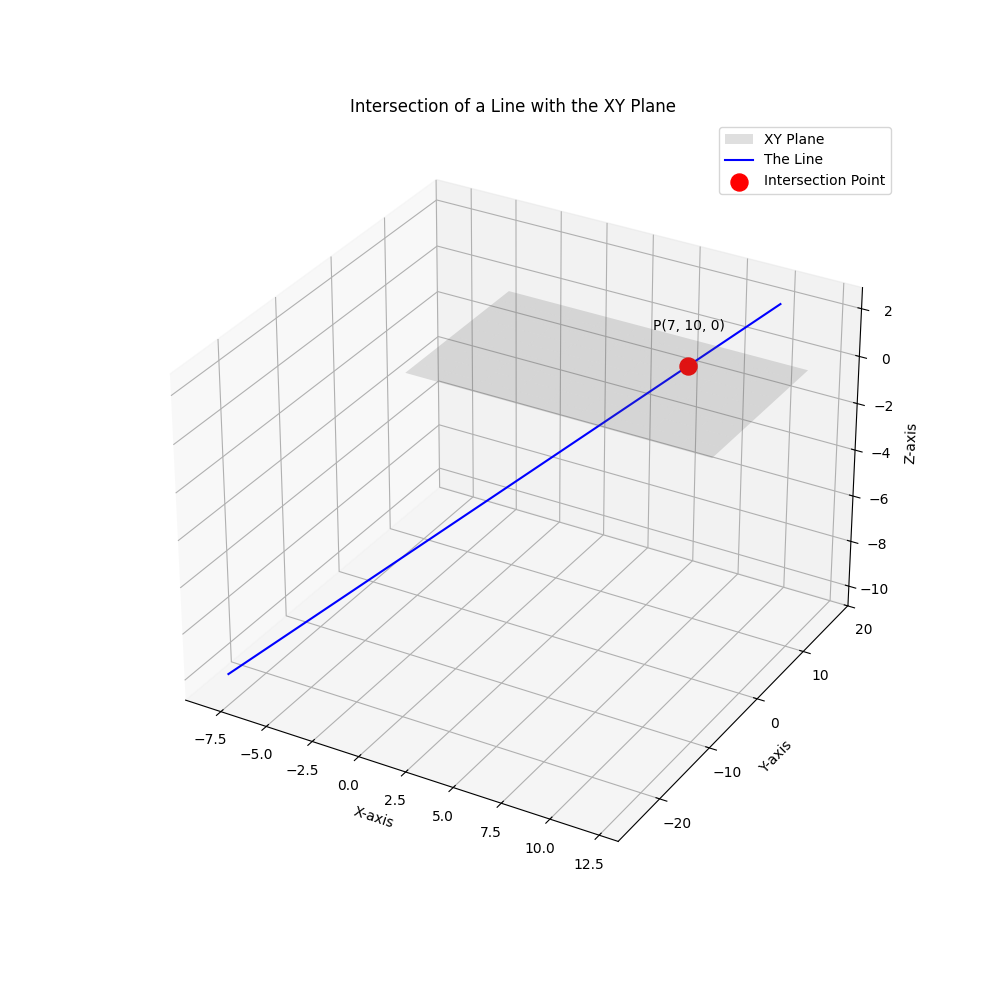 Intersection of a Line with the XY Plane
XY Plane
The Line
Intersection Point
P(7, 10, 0)
2
0
−2
−4
−6
−8
−10
Z-axis
20
10
0
−10
−20
Y-axis
−7.5
−5.0
−2.5
0.0
2.5
5.0
7.5
10.0
12.5
X-axis